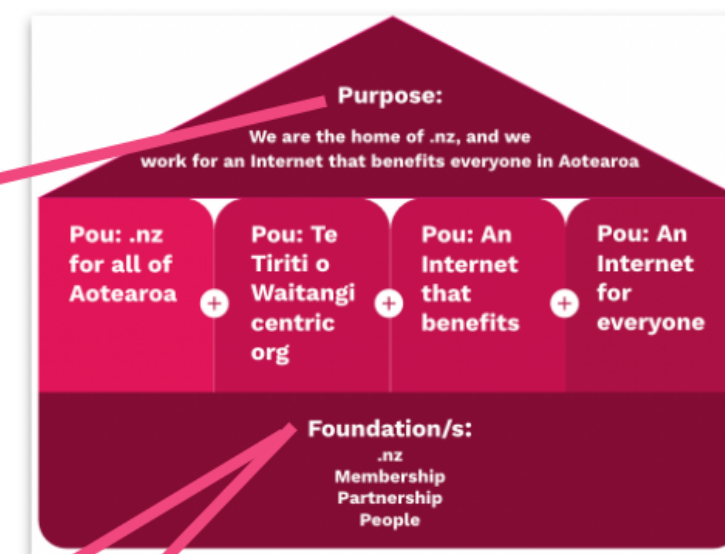 Purpose:
We are the home of .nz, and we
work for an Internet that benefits everyone in Aotearoa
Pou: .nz
for all of
Aotearoa
+
Pou: Te
Tiriti o
Waitangi
centric
org
+
Pou: An
Internet
that
benefits
+
Pou: An
Internet
for
everyone
Foundation/s:
.nz
Membership
Partnership
People